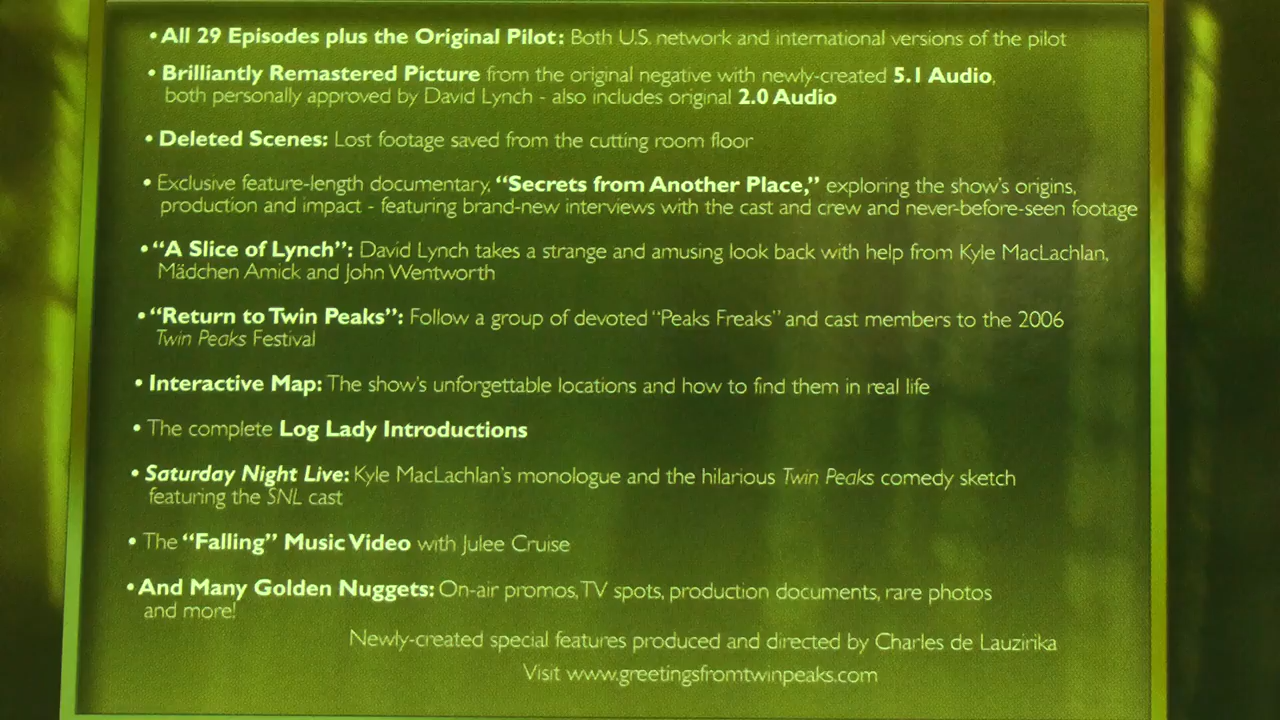 • All 29 Episodes plus the Original Pilot: Both U.S. network and international versions of the pilot
• Brilliantly Remastered Picture from the original negative with newly-created 5.1 Audio,
both personally approved by David Lynch - also includes original 2.0 Audio
• Deleted Scenes: Lost footage saved from the cutting room floor
• Exclusive feature-length documentary, “Secrets from Another Place,” exploring the show's origins,
production and impact - featuring brand-new interviews with the cast and crew and never-before-seen footage
• “A Slice of Lynch”: David Lynch takes a strange and amusing look back with help from Kyle MacLachlan,
Mädchen Amick and John Wentworth
• “Return to Twin Peaks”: Follow a group of devoted “Peaks Freaks” and cast members to the 2006
Twin Peaks Festival
• Interactive Map: The show's unforgettable locations and how to find them in real life
• The complete Log Lady Introductions
• Saturday Night Live: Kyle MacLachlan's monologue and the hilarious Twin Peaks comedy sketch
featuring the SNL cast
• The “Falling” Music Video with Julee Cruise
• And Many Golden Nuggets: On-air promos, TV spots, production documents, rare photos
and more!
Newly-created special features produced and directed by Charles de Lauzirika
Visit www.greetingsfromtwinpeaks.com